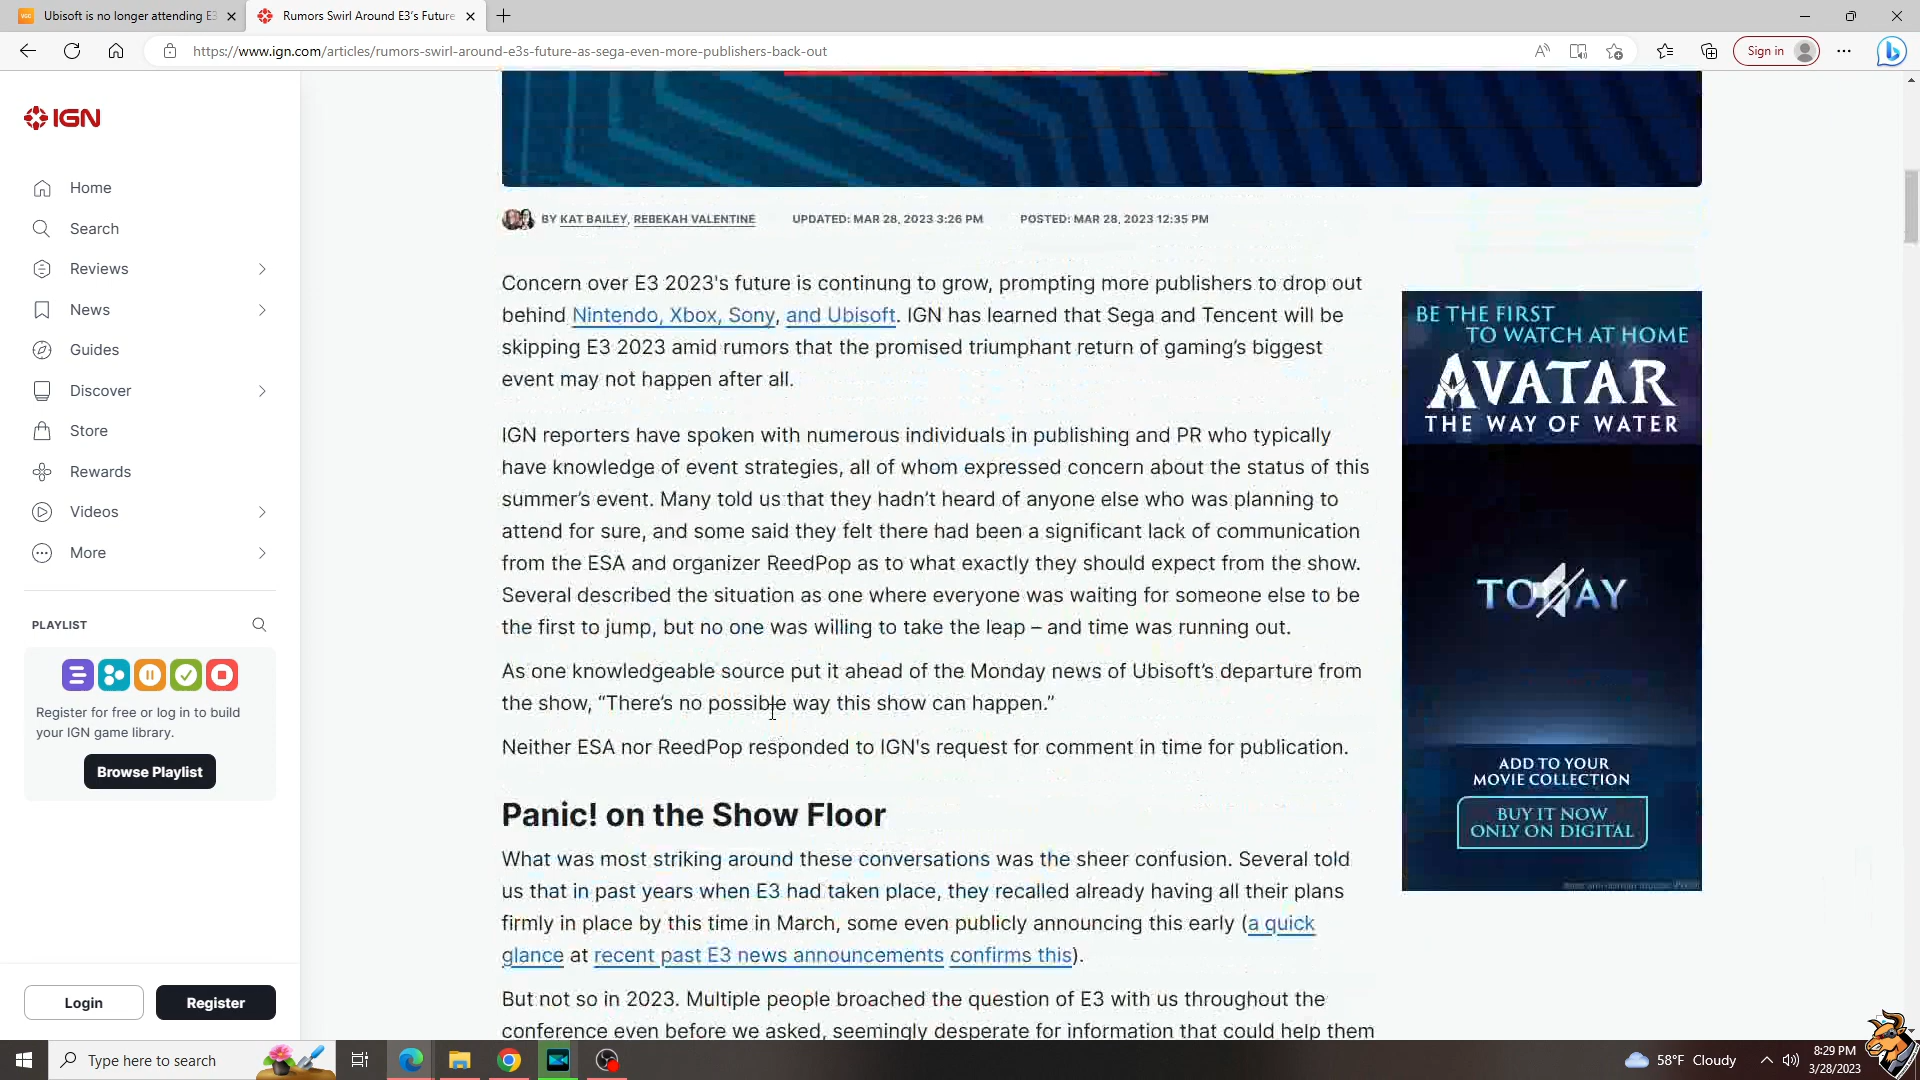 Ubisoft is no longer attending E3
Rumors Swirl Around E3's Future
https://www.ign.com/articles/rumors-swirl-around-e3s-future-as-sega-even-more-publishers-back-out
Sign in
IGN
Home
Search
Reviews
News
Guides
Discover
Store
Rewards
Videos
More
PLAYLIST
Register for free or log in to build
your IGN game library.
Browse Playlist
Login
Register
BY KAT BAILEY, REBEKAH VALENTINE UPDATED: MAR 28, 2023 3:26 PM POSTED: MAR 28, 2023 12:35 PM
Concern over E3 2023's future is continung to grow, prompting more publishers to drop out
behind Nintendo, Xbox, Sony, and Ubisoft. IGN has learned that Sega and Tencent will be
skipping E3 2023 amid rumors that the promised triumphant return of gaming’s biggest
event may not happen after all.
IGN reporters have spoken with numerous individuals in publishing and PR who typically
have knowledge of event strategies, all of whom expressed concern about the status of this
summer’s event. Many told us that they hadn’t heard of anyone else who was planning to
attend for sure, and some said they felt there had been a significant lack of communication
from the ESA and organizer ReedPop as to what exactly they should expect from the show.
Several described the situation as one where everyone was waiting for someone else to be
the first to jump, but no one was willing to take the leap – and time was running out.
As one knowledgeable source put it ahead of the Monday news of Ubisoft’s departure from
the show, “There’s no possible way this show can happen.”
Neither ESA nor ReedPop responded to IGN's request for comment in time for publication.
Panic! on the Show Floor
What was most striking around these conversations was the sheer confusion. Several told
us that in past years when E3 had taken place, they recalled already having all their plans
firmly in place by this time in March, some even publicly announcing this early (a quick
glance at recent past E3 news announcements confirms this).
But not so in 2023. Multiple people broached the question of E3 with us throughout the
conference even before we asked, seemingly desperate for information that could help them
BE THE FIRST
TO WATCH AT HOME
AVATAR
THE WAY OF WATER
TODAY
ADD TO YOUR
MOVIE COLLECTION
BUY IT NOW
ONLY ON DIGITAL
Type here to search
58°F Cloudy
8:29 PM
3/28/2023